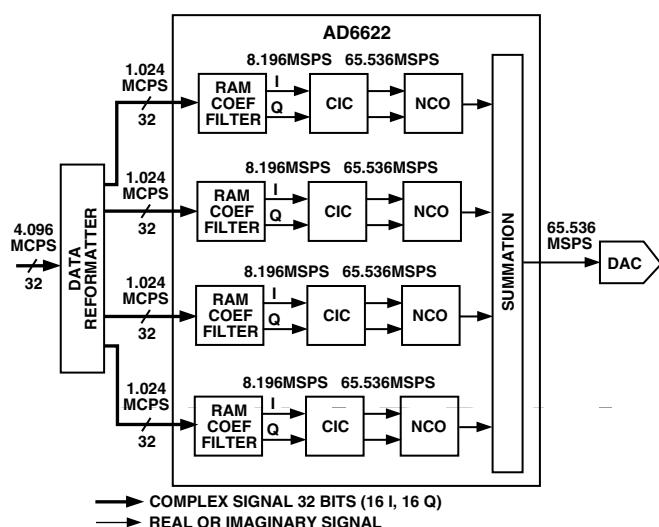 AD6622
1.024
MCPS
32
RAM
COEF
FILTER
8.196MSPS 65.536MSPS
I
Q
CIC
NCO
1.024
MCPS
32
RAM
COEF
FILTER
8.196MSPS 65.536MSPS
I
Q
CIC
NCO
4.096
MCPS
32
DATA
REFORMATTER
SUMMATION
65.536
MSPS
DAC
1.024
MCPS
32
RAM
COEF
FILTER
8.196MSPS 65.536MSPS
I
Q
CIC
NCO
1.024
MCPS
32
RAM
COEF
FILTER
8.196MSPS 65.536MSPS
I
Q
CIC
NCO
COMPLEX SIGNAL 32 BITS (16 I, 16 Q)
REAL OR IMAGINARY SIGNAL